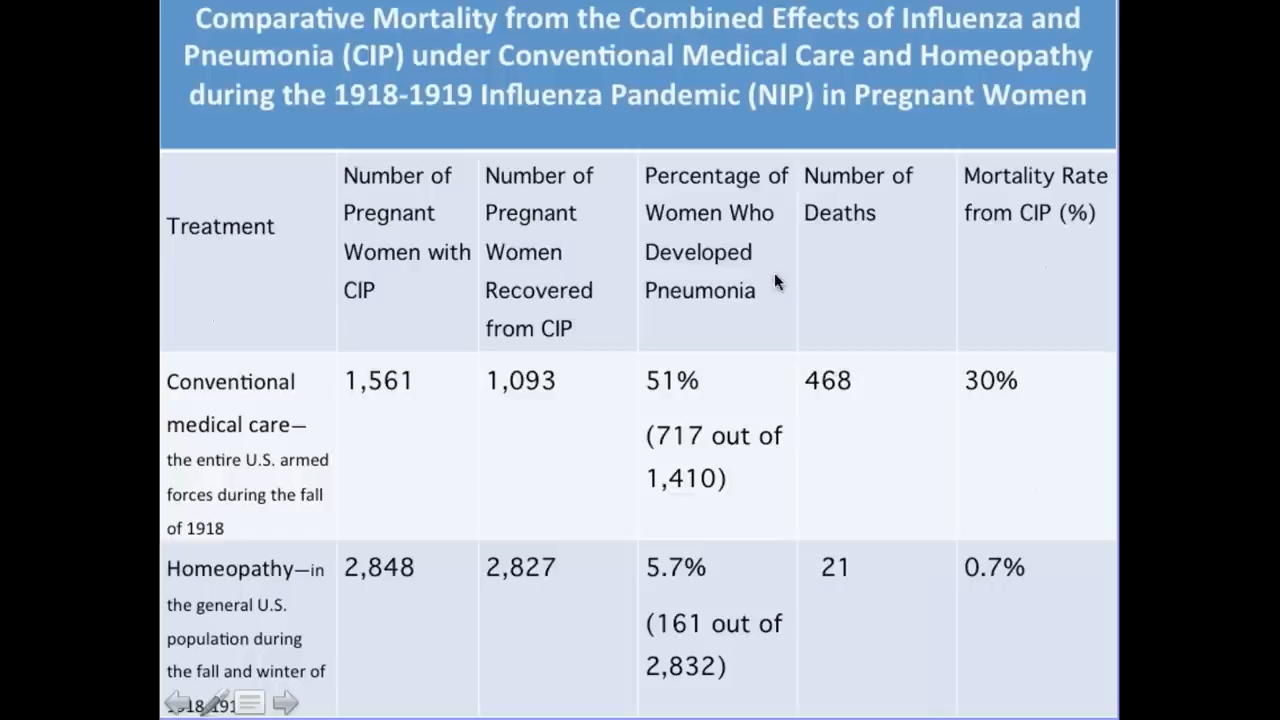 Comparative Mortality from the Combined Effects of Influenza and
Pneumonia (CIP) under Conventional Medical Care and Homeopathy
during the 1918-1919 Influenza Pandemic (NIP) in Pregnant Women
Treatment
Number of
Pregnant
Women with
CIP
Number of
Pregnant
Women
Recovered
from CIP
Percentage of
Women Who
Developed
Pneumonia
Number of
Deaths
Mortality Rate
from CIP (%)
Conventional
medical care—
the entire U.S. armed
forces during the fall
of 1918
1,561
1,093
51%
(717 out of
1,410)
468
30%
Homeopathy—in
the general U.S.
population during
the fall and winter of
2,848
2,827
5.7%
(161 out of
2,832)
21
0.7%